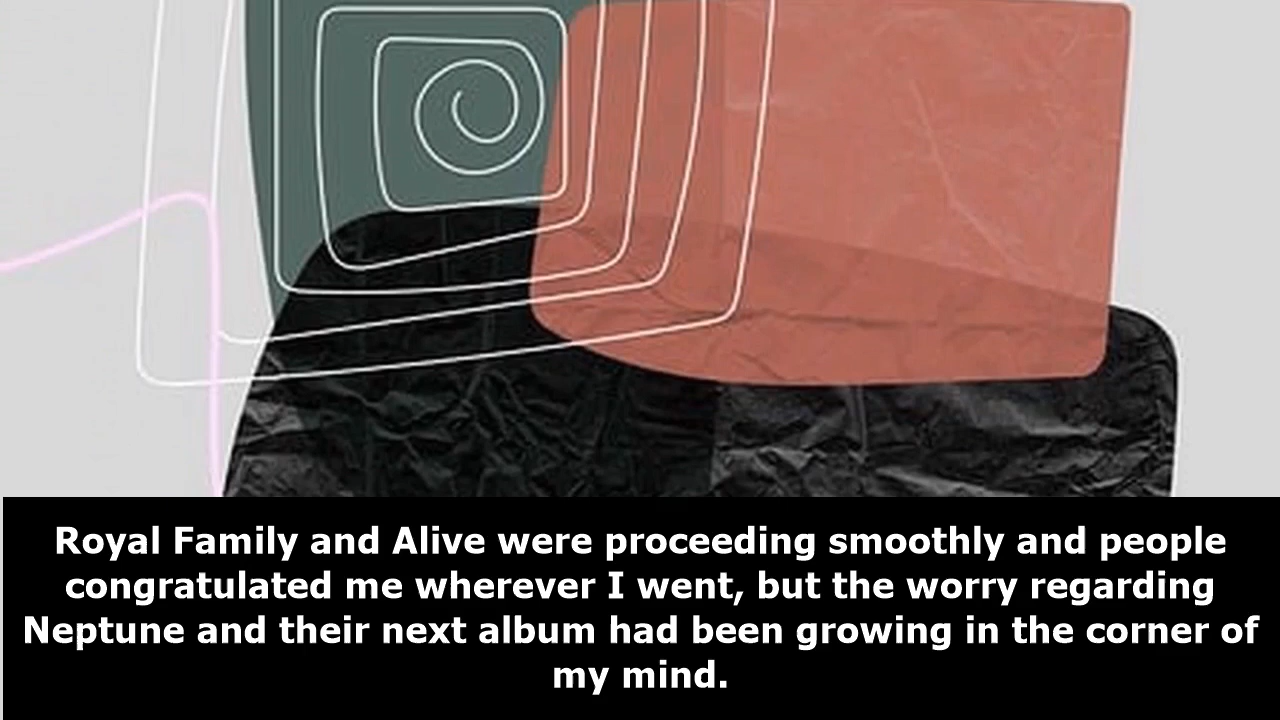 Royal Family and Alive were proceeding smoothly and people
congratulated me wherever I went, but the worry regarding
Neptune and their next album had been growing in the corner of
my mind.